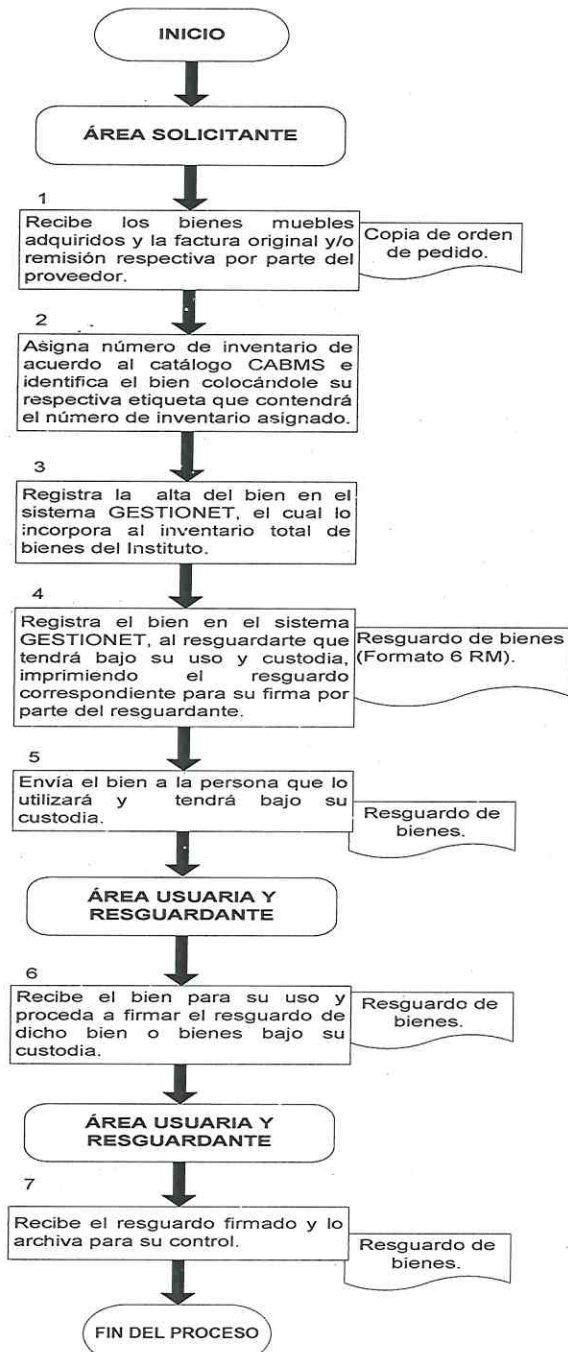 INICIO
ÁREA SOLICITANTE
1
Recibe los bienes muebles
adquiridos y la factura original y/o
remisión respectiva por parte del
proveedor.
Copia de orden
de pedido.
2
Asigna número de inventario de
acuerdo al catálogo CABMS e
identifica el bien colocándole su
respectiva etiqueta que contendrá
el número de inventario asignado.
3
Registra la alta del bien en el
sistema GESTIONET, el cual lo
incorpora al inventario total de
bienes del Instituto.
4
Registra el bien en el sistema
GESTIONET, al resguardarte que
tendrá bajo su uso y custodia,
imprimiendo el resguardo
correspondiente para su firma por
parte del resguardante.
Resguardo de bienes
(Formato 6 RM).
5
Envía el bien a la persona que lo
utilizará y tendrá bajo su
custodia.
Resguardo de
bienes.
ÁREA USUARIA Y
RESGUARDANTE
6
Recibe el bien para su uso y
proceda a firmar el resguardo de
dicho bien o bienes bajo su
custodia.
Resguardo de
bienes.
ÁREA USUARIA Y
RESGUARDANTE
7
Recibe el resguardo firmado y lo
archiva para su control.
Resguardo de
bienes.
FIN DEL PROCESO